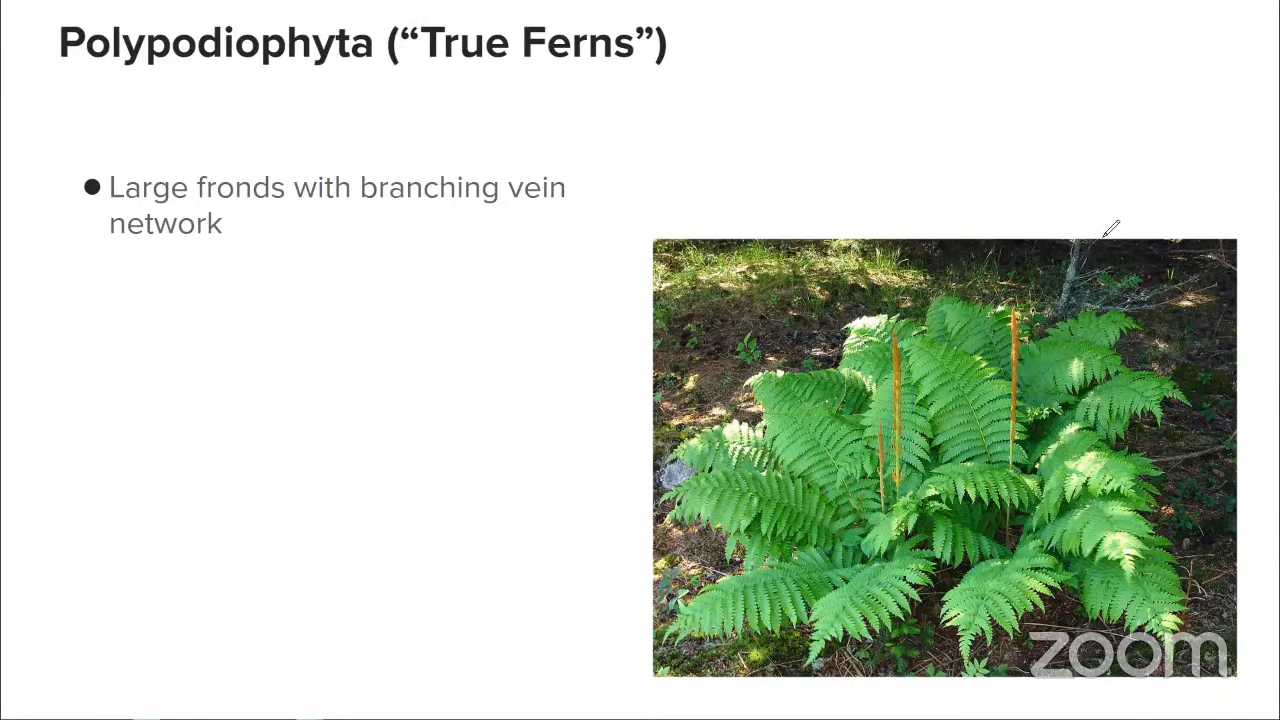 Polypodiophyta (“True Ferns”)
● Large fronds with branching vein
network
zoom